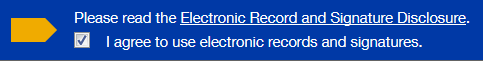 Please read the Electronic Record and Signature Disclosure.
I agree to use electronic records and signatures.